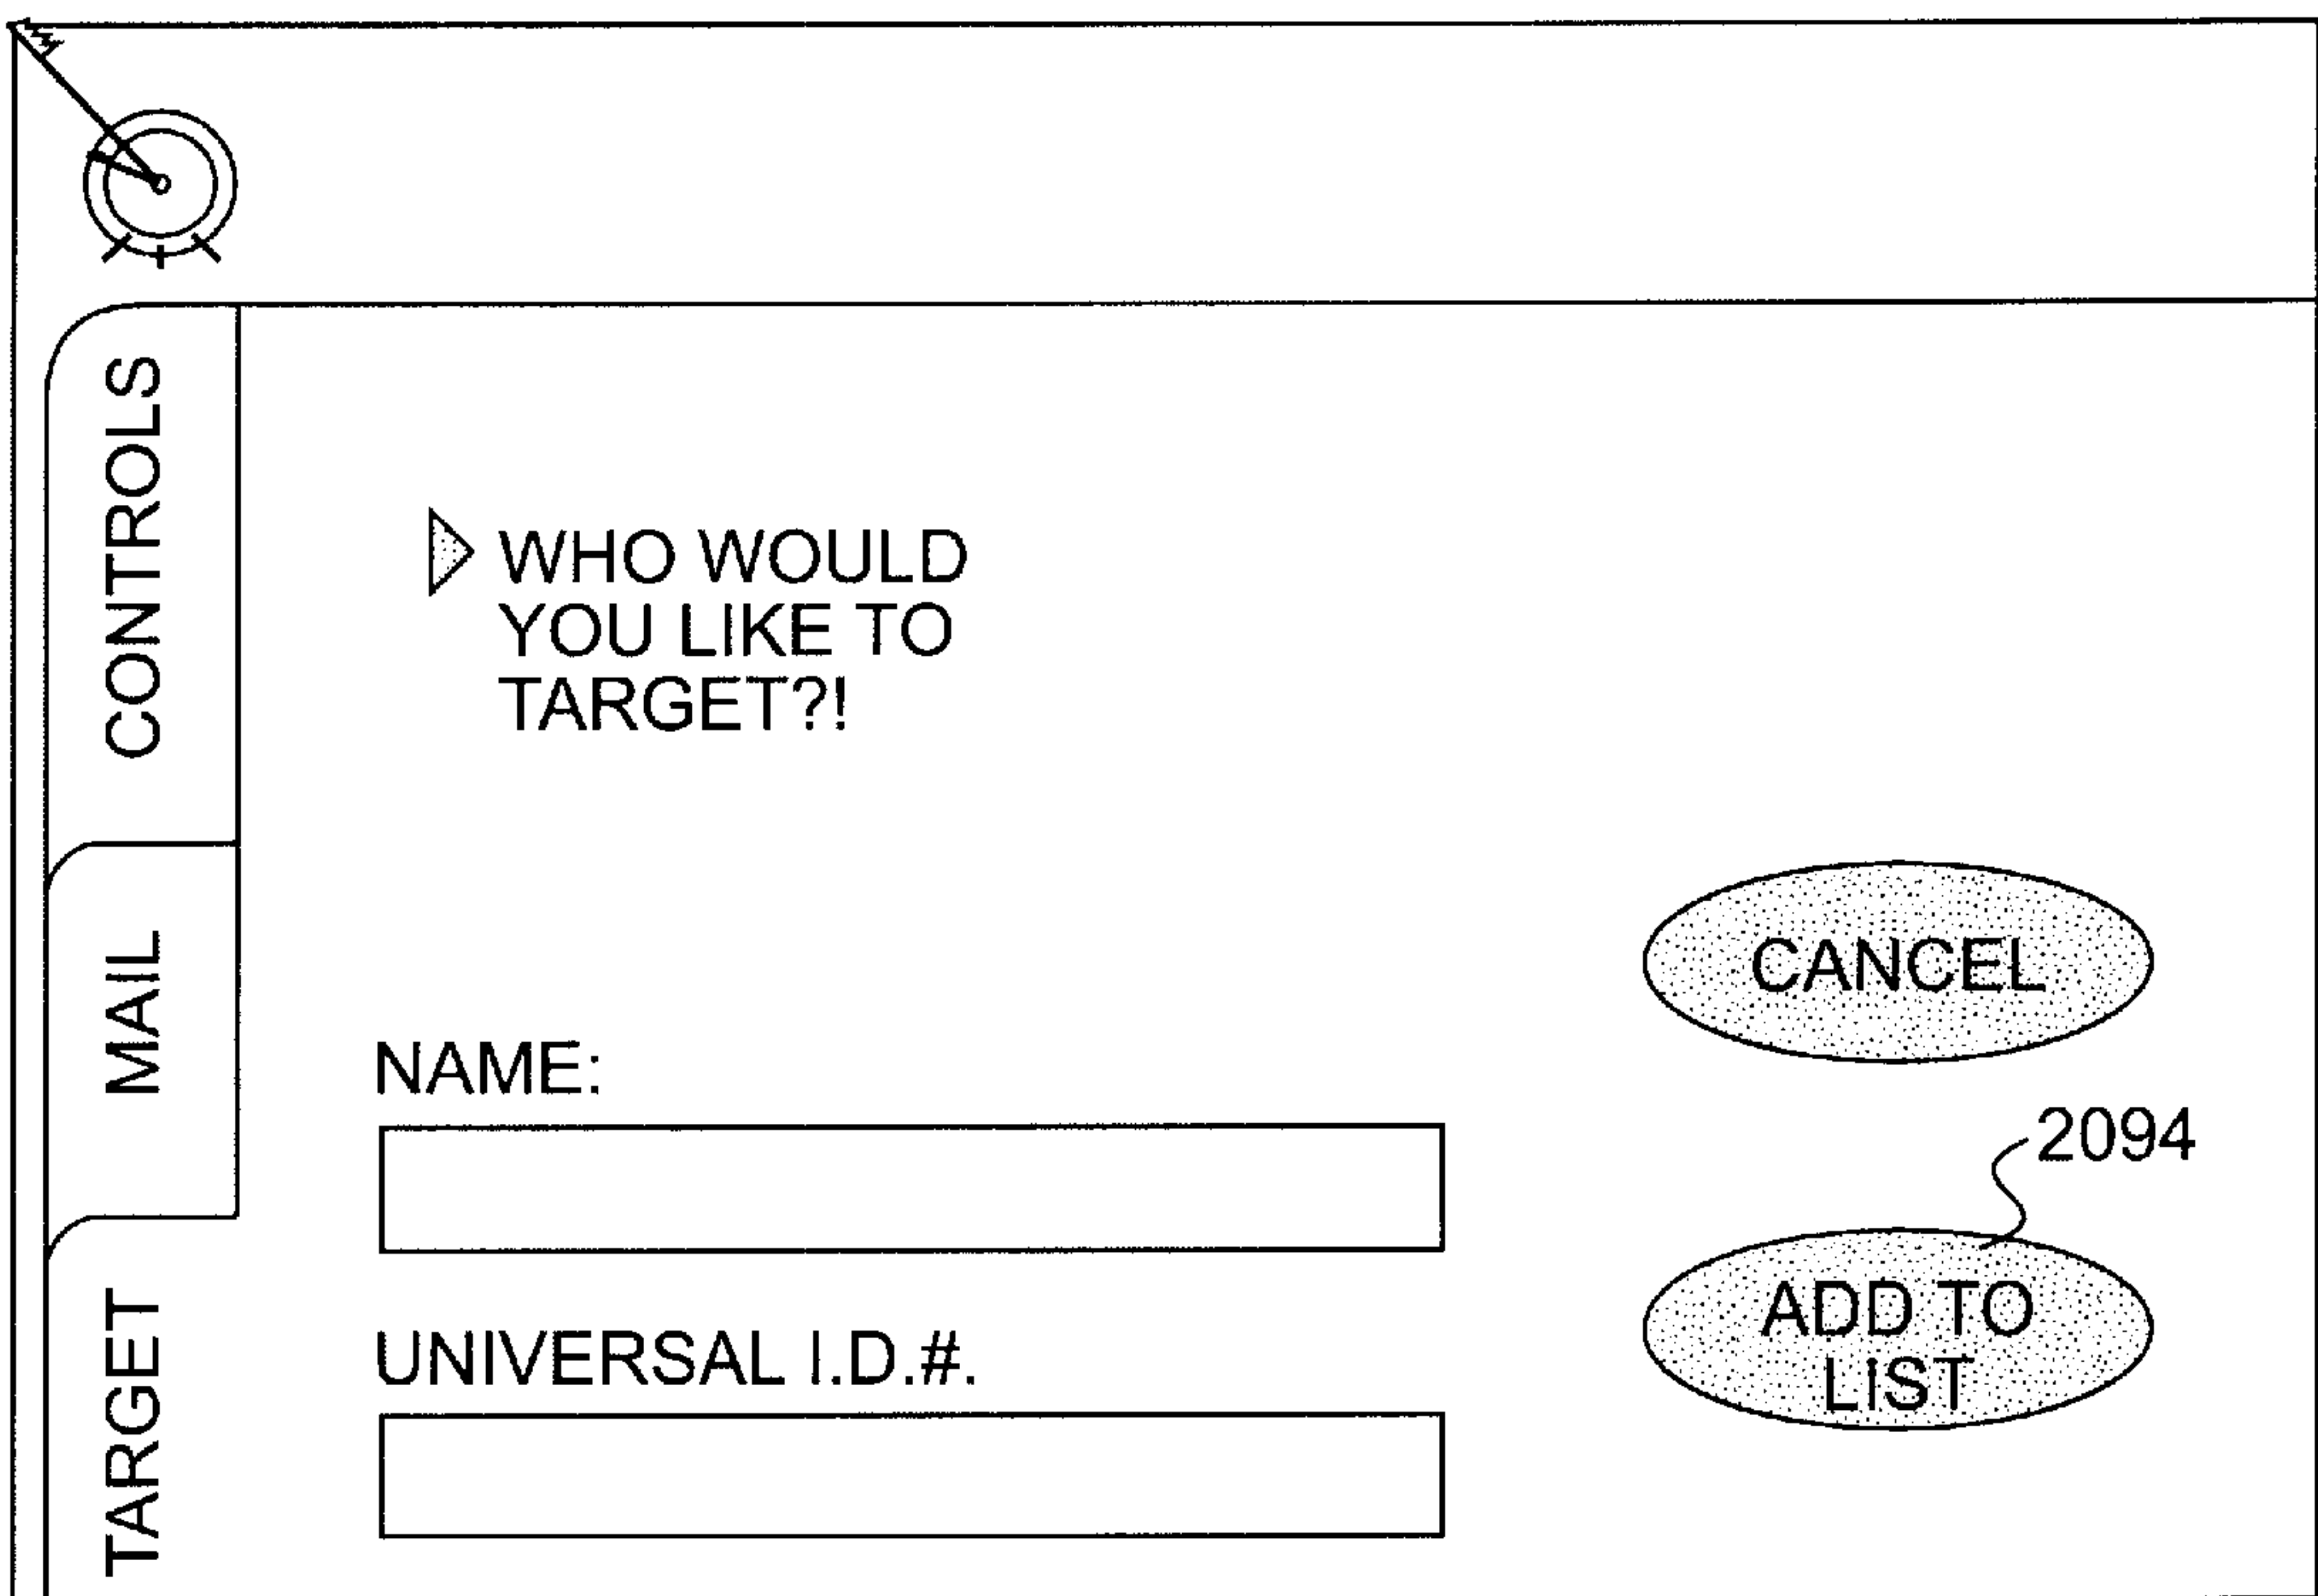 CONTROLS
MAIL
TARGET
WHO WOULD
YOU LIKE TO
TARGET?!
NAME:
UNIVERSAL I.D.#.
CANCEL
2094
ADD TO
LIST